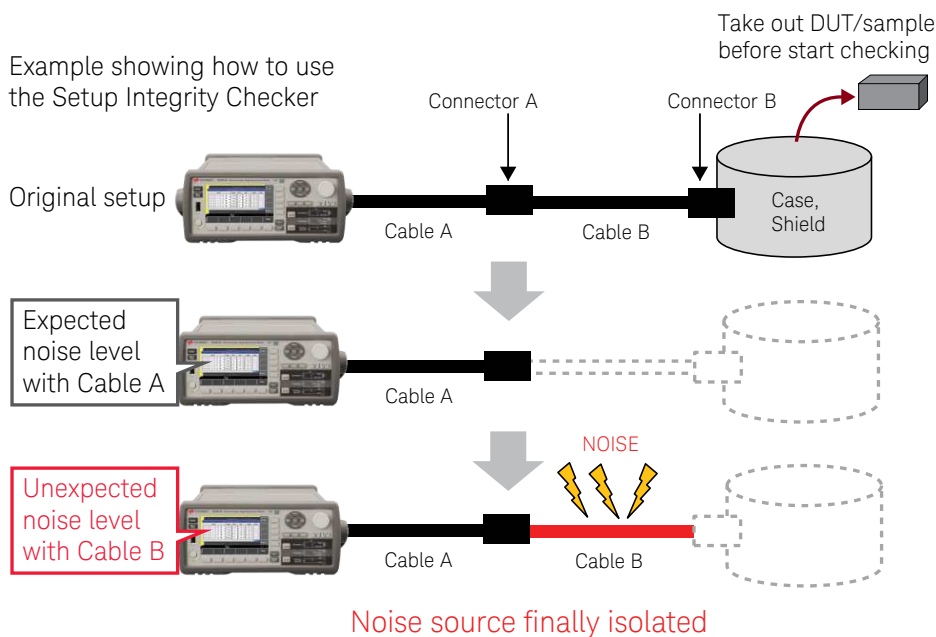 Example showing how to use
the Setup Integrity Checker
Take out DUT/sample
before start checking
Connector A
Connector B
Original setup
Cable A
Cable B
Case,
Shield
Expected
noise level
with Cable A
Cable A
NOISE
Unexpected
noise level
with Cable B
Cable A
Cable B
Noise source finally isolated